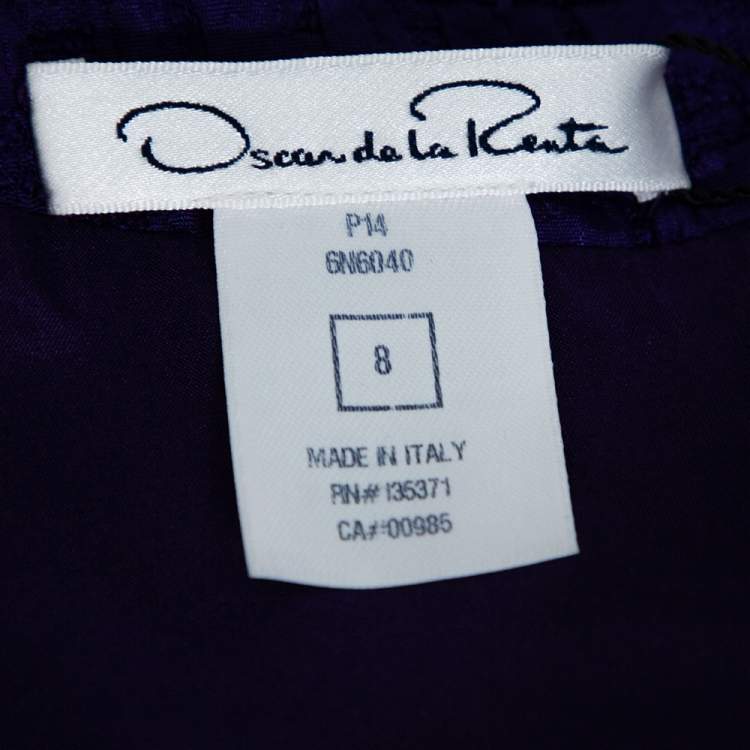 Oscar de la Renta
P14
6N6040
8
MADE IN ITALY
RN# 135371
CA#00985